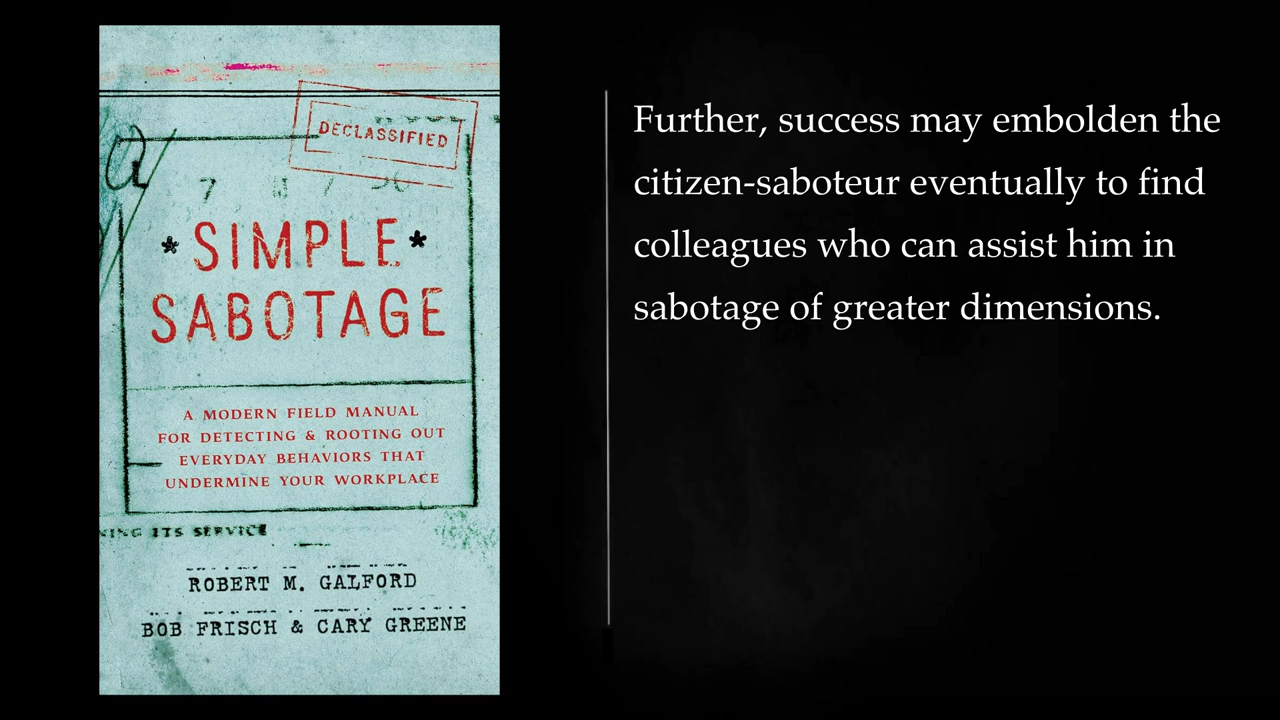 DECLASSIFIED
*SIMPLE*
SABOTAGE
A MODERN FIELD MANUAL
FOR DETECTING & ROOTING OUT
EVERYDAY BEHAVIORS THAT
UNDERMINE YOUR WORKPLACE
ITS SERVICE
ROBERT M. GALFORD
BOB FRISCH & CARY GREENE
Further, success may embolden the
citizen-saboteur eventually to find
colleagues who can assist him in
sabotage of greater dimensions.